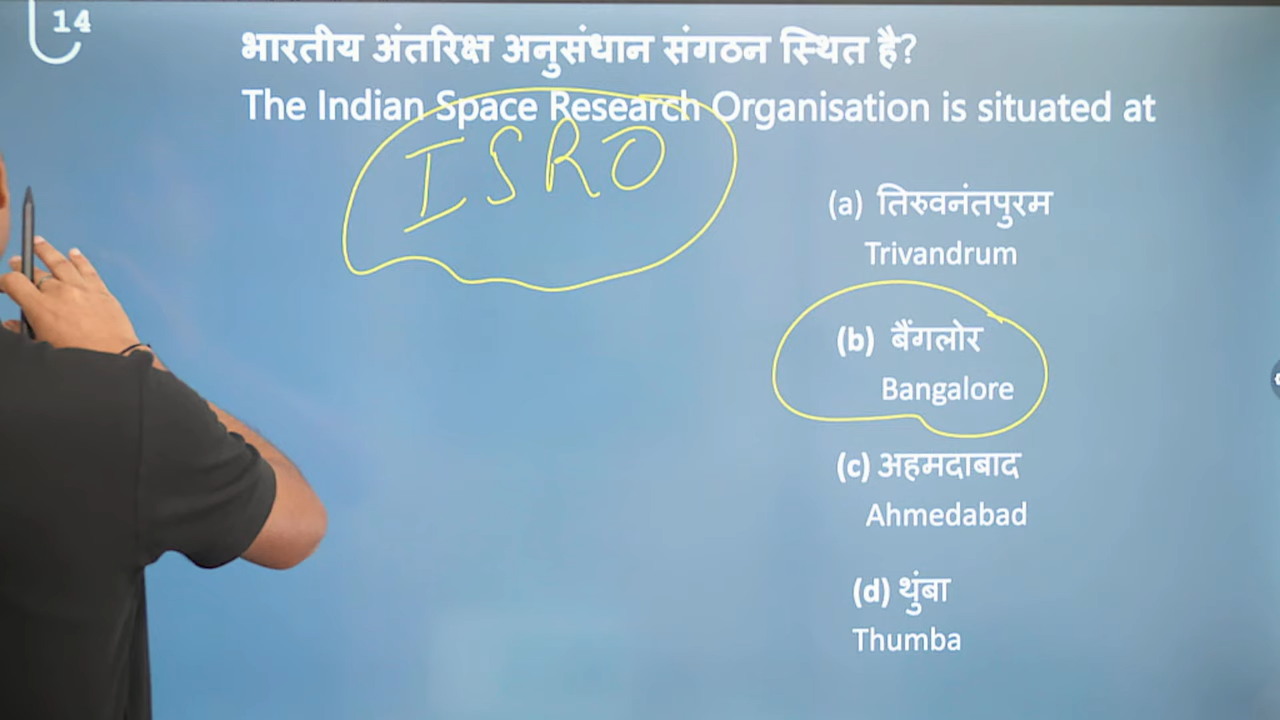 14
भारतीय अंतरिक्ष अनुसंधान संगठन स्थित है?
The Indian Space Research Organisation is situated at
ISRO
(a) तिरुवनंतपुरम
Trivandrum
(b) बैंगलोर
Bangalore
(c) अहमदाबाद
Ahmedabad
(d) थुंबा
Thumba